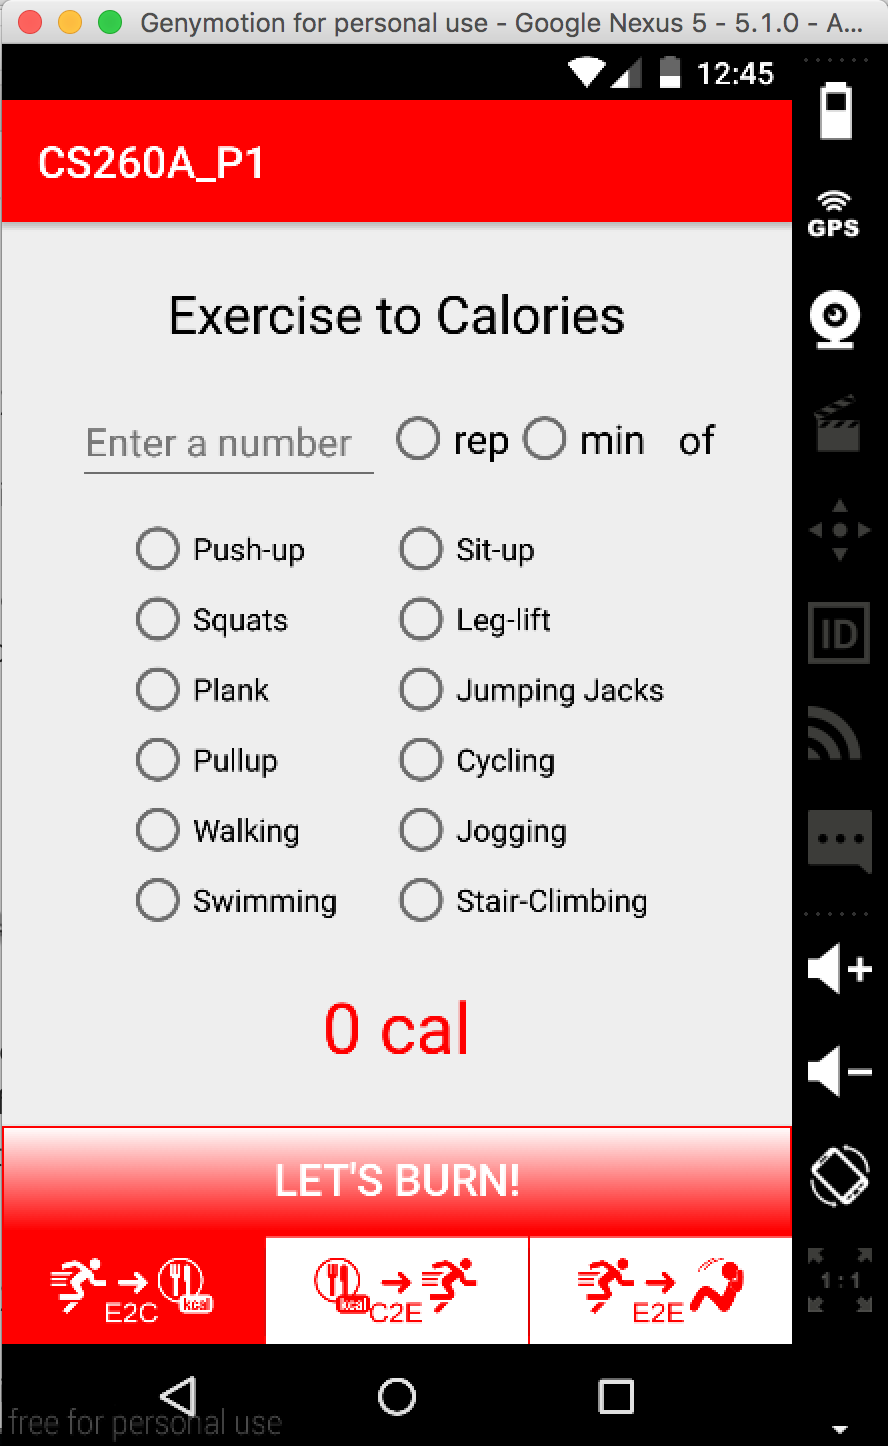 Genymotion for personal use - Google Nexus 5 - 5.1.0 - A...
12:45
CS260A_P1
GPS
Exercise to Calories
Enter a number rep min of
Push-up Sit-up
Squats Leg-lift
ID
Plank Jumping Jacks
Pullup Cycling
Walking Jogging
Swimming Stair-Climbing
0 cal
LET'S BURN!
kcal kcal
E2C C2E E2E
1:1
free for personal use